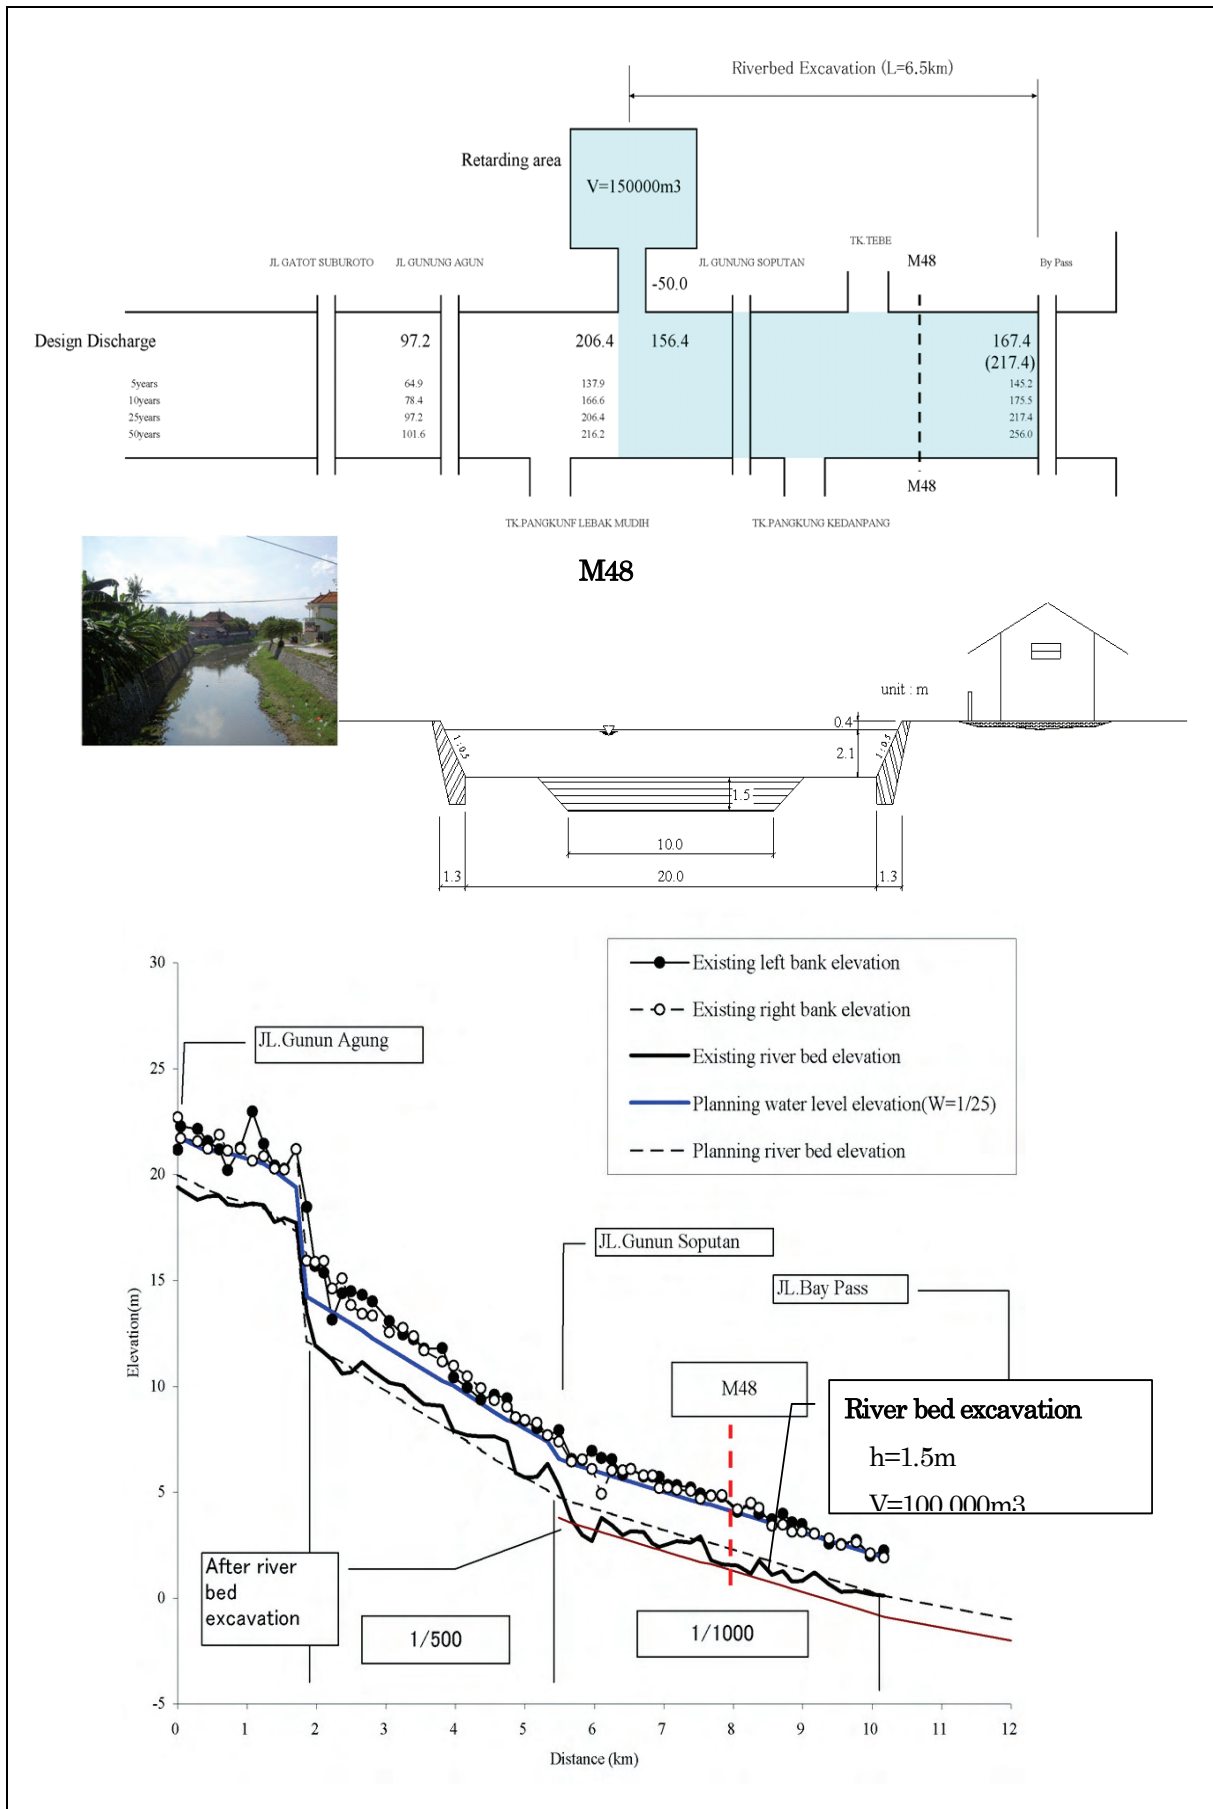 Riverbed Excavation (L=6.5km)
Retarding area
V=150000m3
TK.TEBE
JL GATOT SUBUROTO
JL GUNUNG AGUN
JL GUNUNG SOPUTAN
M48
By Pass
-50.0
Design Discharge
97.2
206.4
156.4
167.4
(217.4)
5years
64.9
137.9
145.2
10years
78.4
166.6
175.5
25years
97.2
206.4
217.4
50years
101.6
216.2
256.0
M48
TK.PANGKUNF LEBAK MUDIH
TK.PANGKUNG KEDANPANG
M48
unit : m
0.4
2.1
1:0.5
1:0.5
1.5
10.0
1.3
20.0
1.3
Existing left bank elevation
Existing right bank elevation
Existing river bed elevation
Planning water level elevation(W=1/25)
Planning river bed elevation
JL.Gunun Agung
JL.Gunun Soputan
JL.Bay Pass
M48
River bed excavation
h=1.5m
V=100 000m3
After river
bed
excavation
1/500
1/1000
Elevation(m)
30
25
20
15
10
5
0
-5
0
1
2
3
4
5
6
7
8
9
10
11
12
Distance (km)